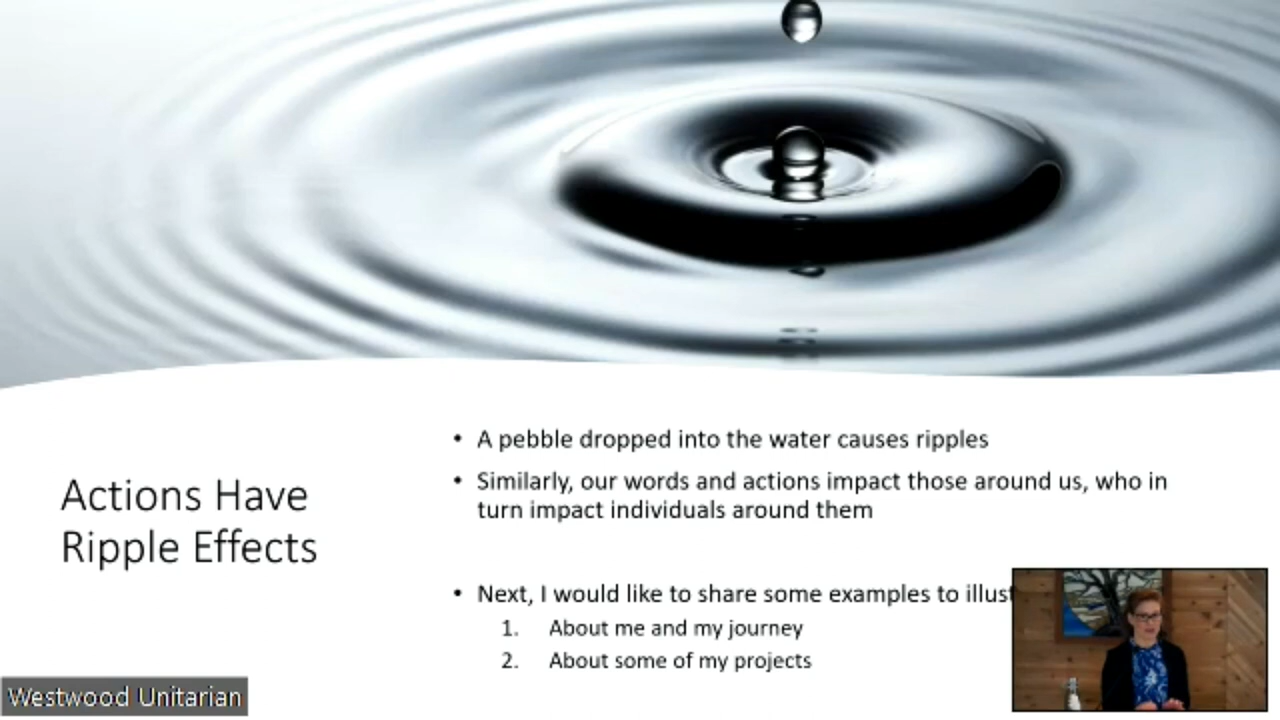 Actions Have
Ripple Effects
• A pebble dropped into the water causes ripples
• Similarly, our words and actions impact those around us, who in
turn impact individuals around them
• Next, I would like to share some examples to
1. About me and my journey
2. About some of my projects
Westwood Unitarian